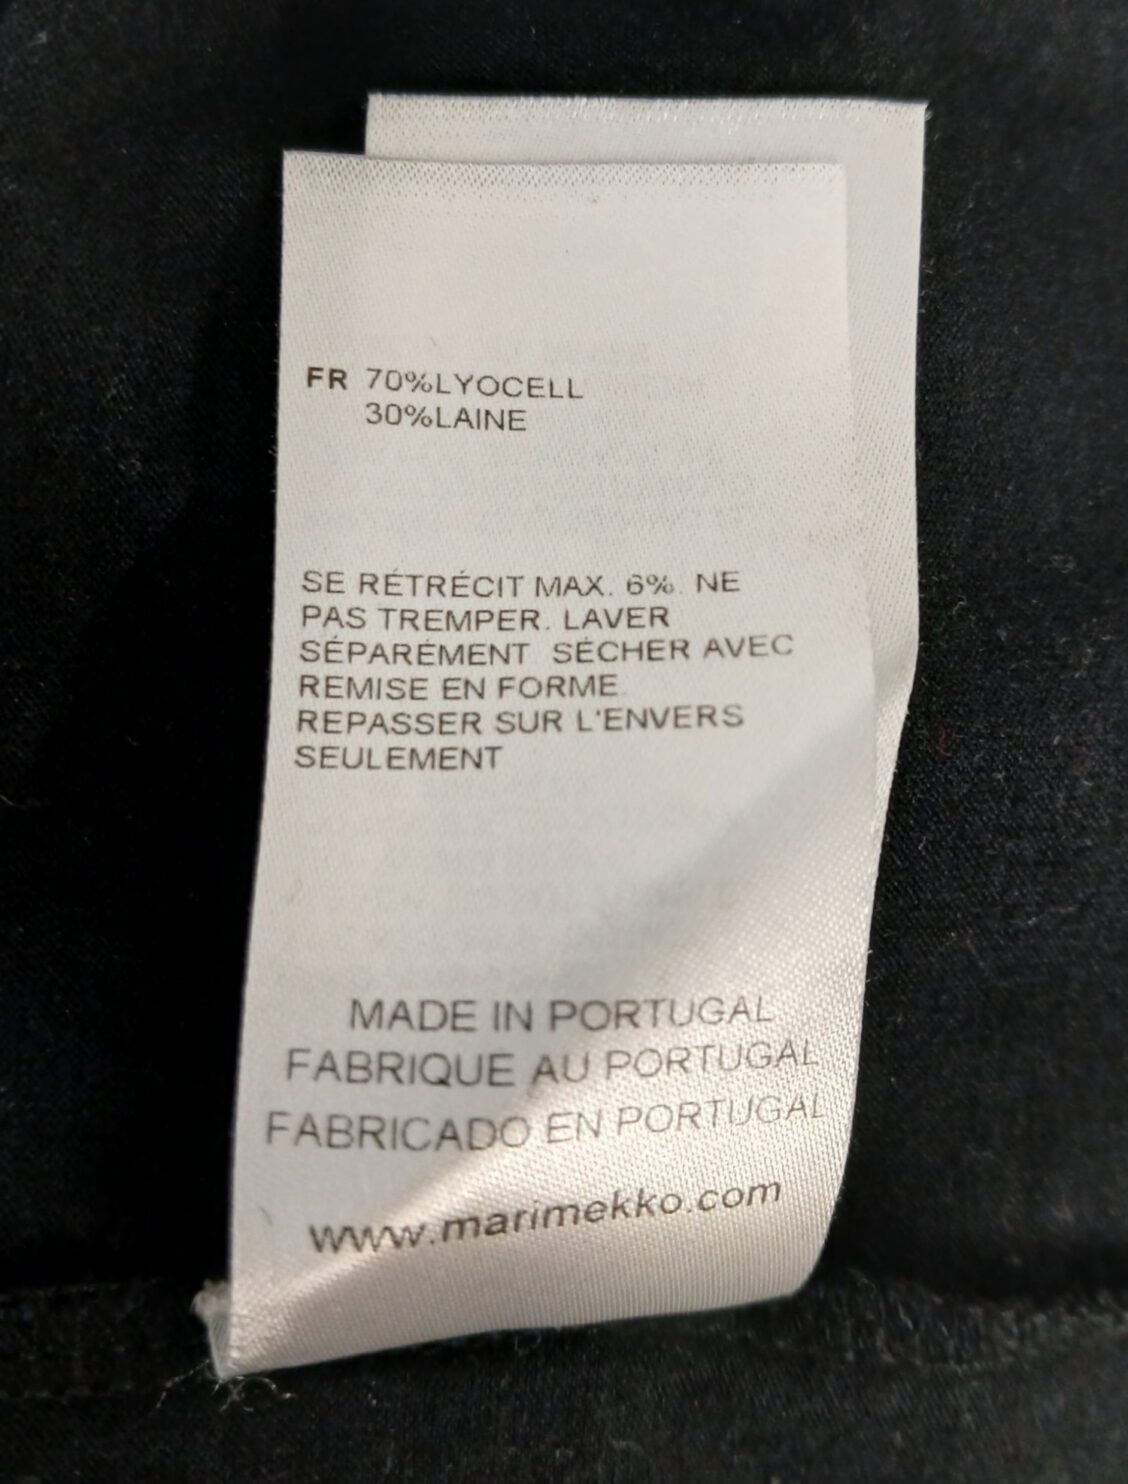 FR 70%LYOCELL
30%LAINE
SE RÉTRÉCIT MAX. 6%. NE
PAS TREMPER. LAVER
SÉPARÉMENT SÉCHER AVEC
REMISE EN FORME
REPASSER SUR L'ENVERS
SEULEMENT
MADE IN PORTUGAL
FABRIQUE AU PORTUGAL
FABRICADO EN PORTUGAL
www.marimekko.com